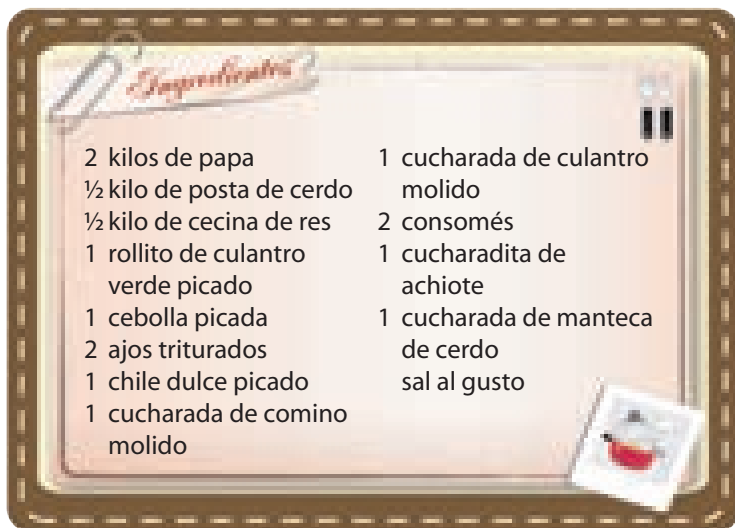 Ingredientes
2 kilos de papa
½ kilo de posta de cerdo
½ kilo de cecina de res
1 rollito de culantro
verde picado
1 cebolla picada
2 ajos triturados
1 chile dulce picado
1 cucharada de comino
molido
1 cucharada de culantro
molido
2 consomés
1 cucharadita de
achiote
1 cucharada de manteca
de cerdo
sal al gusto